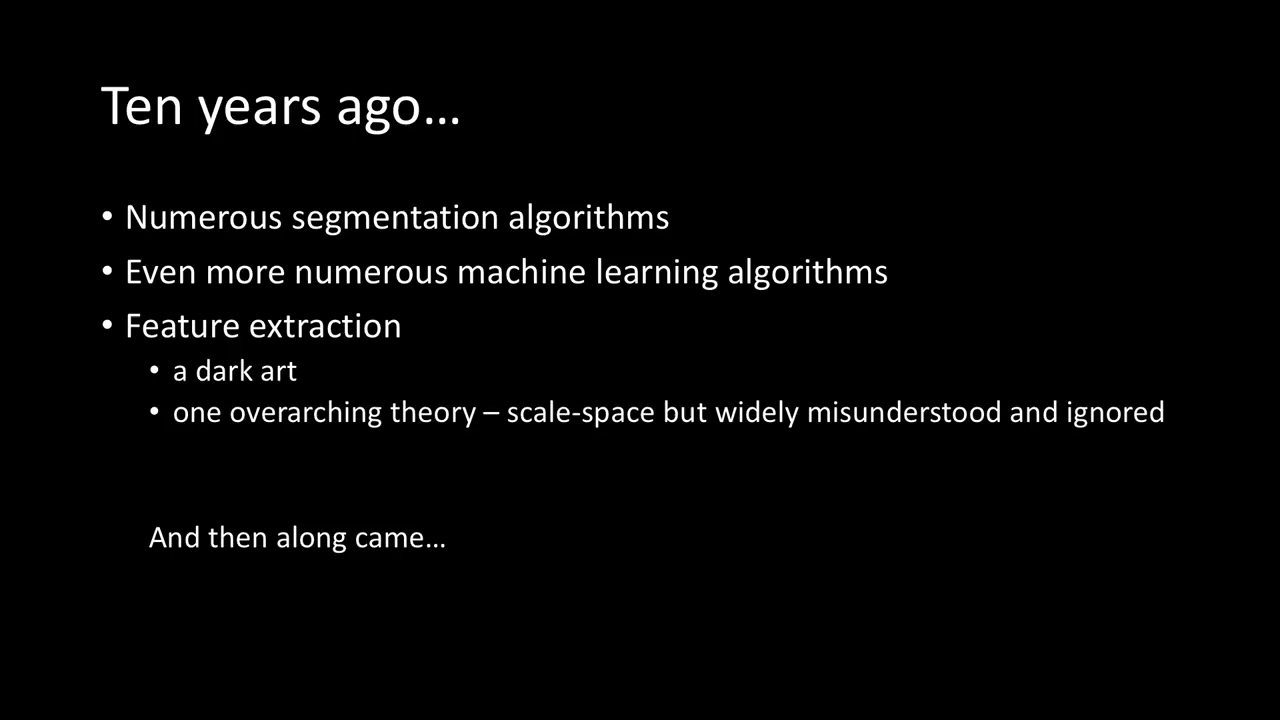 Ten years ago…
• Numerous segmentation algorithms
• Even more numerous machine learning algorithms
• Feature extraction
• a dark art
• one overarching theory – scale-space but widely misunderstood and ignored
And then along came…